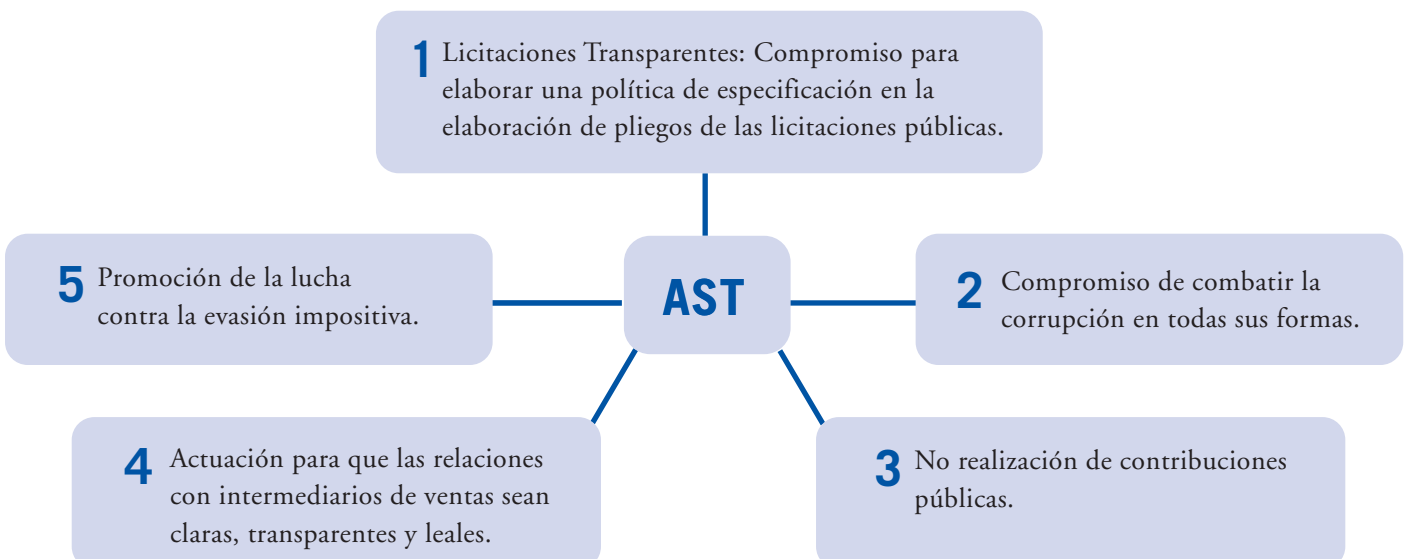 1 Licitaciones Transparentes: Compromiso para
elaborar una política de especificación en la
elaboración de pliegos de las licitaciones públicas.
AST
2 Compromiso de combatir la
corrupción en todas sus formas.
3 No realización de contribuciones
públicas.
4 Actuación para que las relaciones
con intermediarios de ventas sean
claras, transparentes y leales.
5 Promoción de la lucha
contra la evasión impositiva.